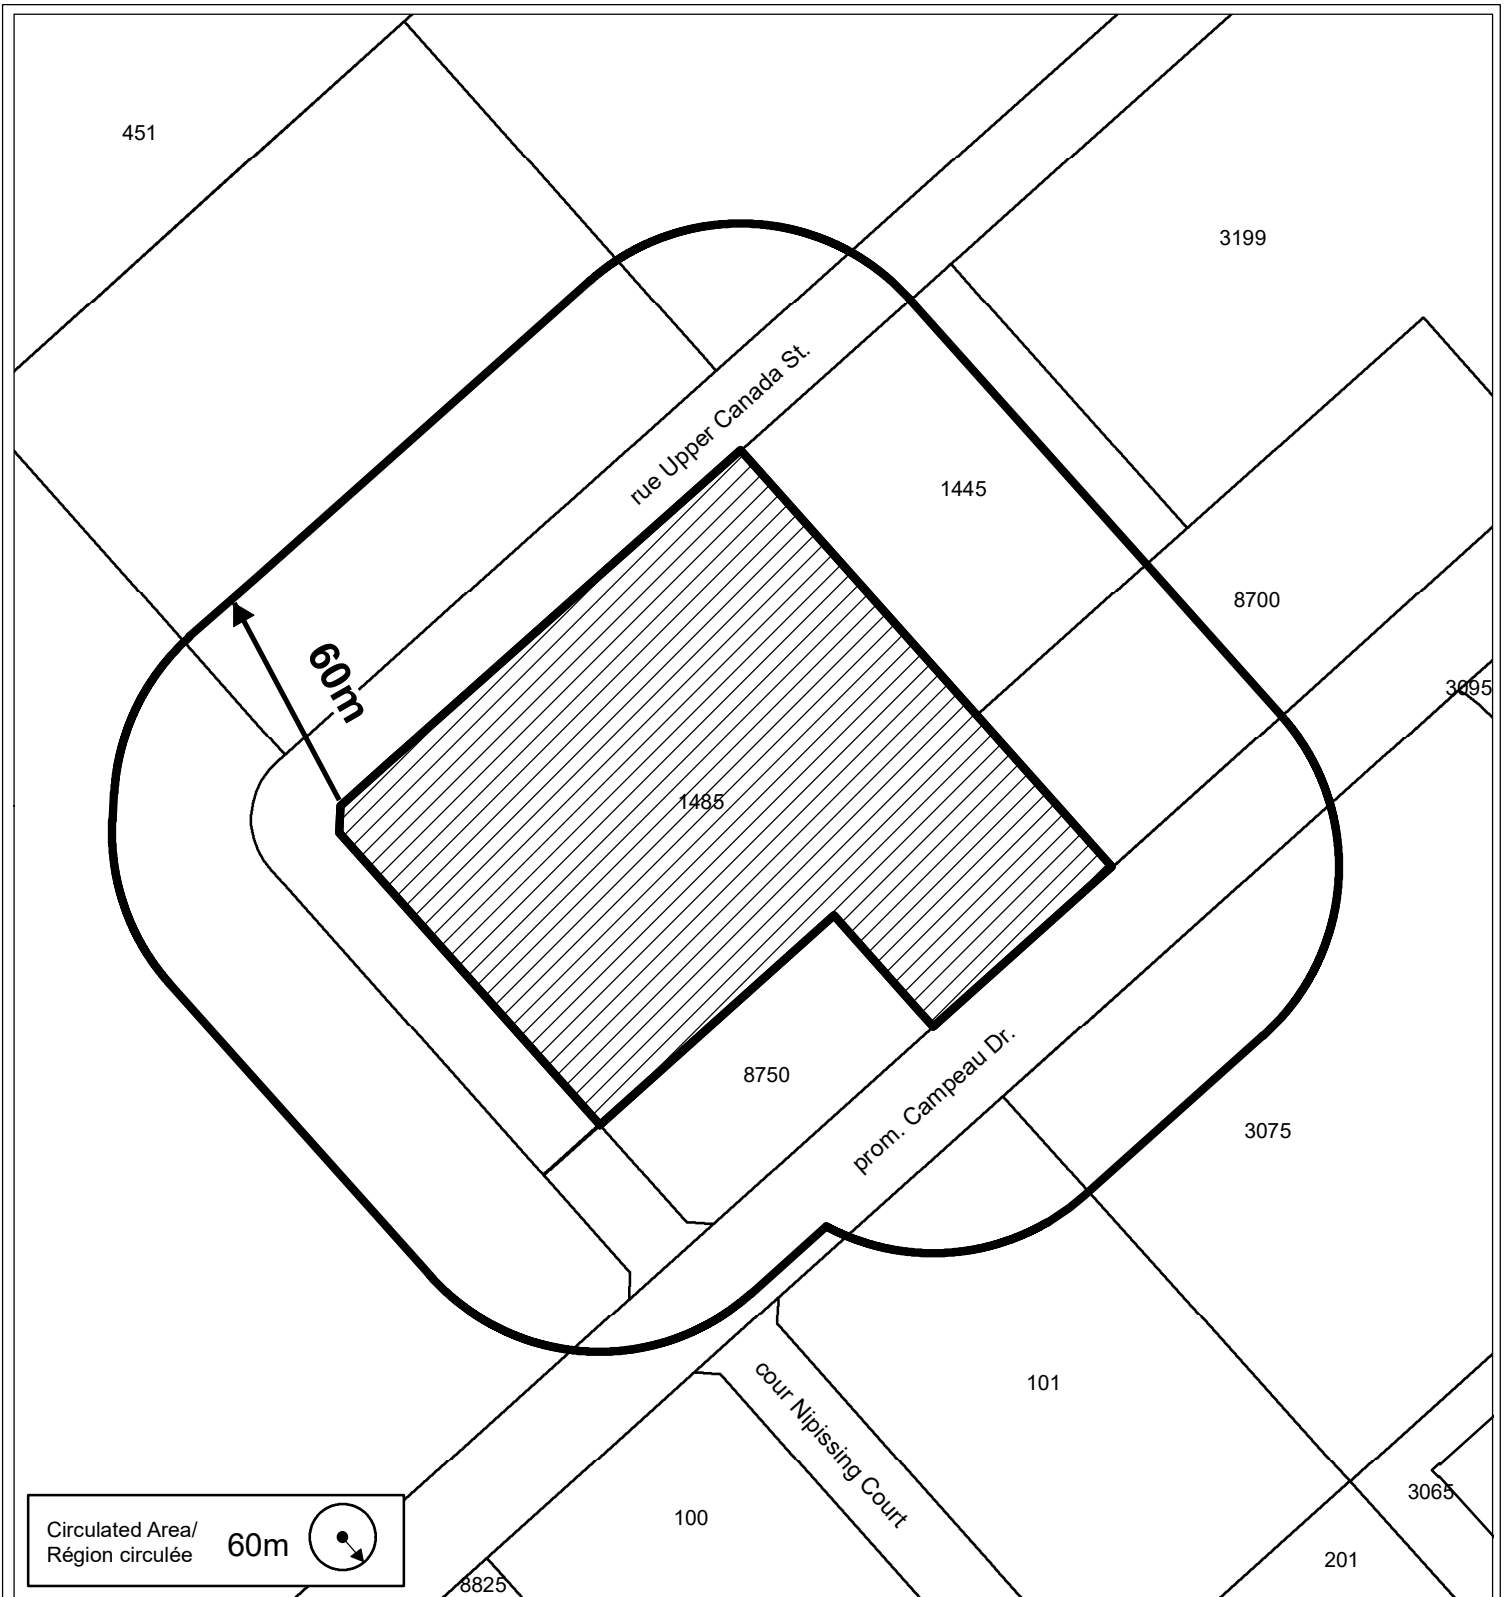 451
3199
rue Upper Canada St.
1445
8700
60m
3095
1485
8750
prom. Campeau Dr.
3075
cour Nipissing Court
101
3065
100
Circulated Area/
Région circulée
60m
201
8825